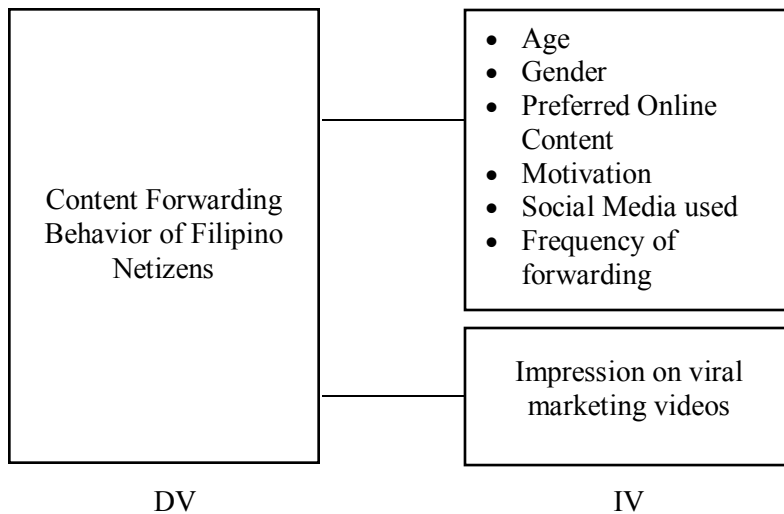 Content Forwarding
Behavior of Filipino
Netizens
• Age
• Gender
• Preferred Online
Content
• Motivation
• Social Media used
• Frequency of
forwarding
Impression on viral
marketing videos
DV
IV